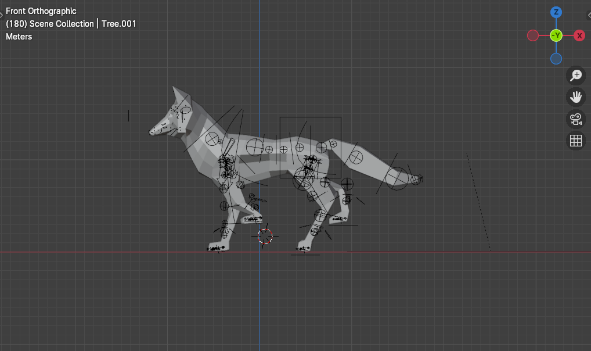 Front Orthographic
(180) Scene Collection | Tree.001
Meters
Z
-Y
X